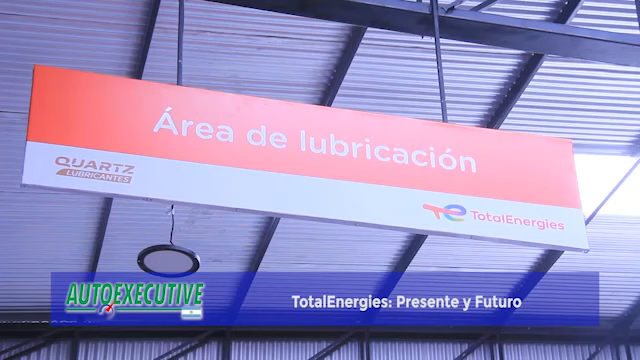 Área de lubricación
QUARTZ
LUBRICANTES
TotalEnergies
AUTOEXECUTIVE
TotalEnergies: Presente y Futuro